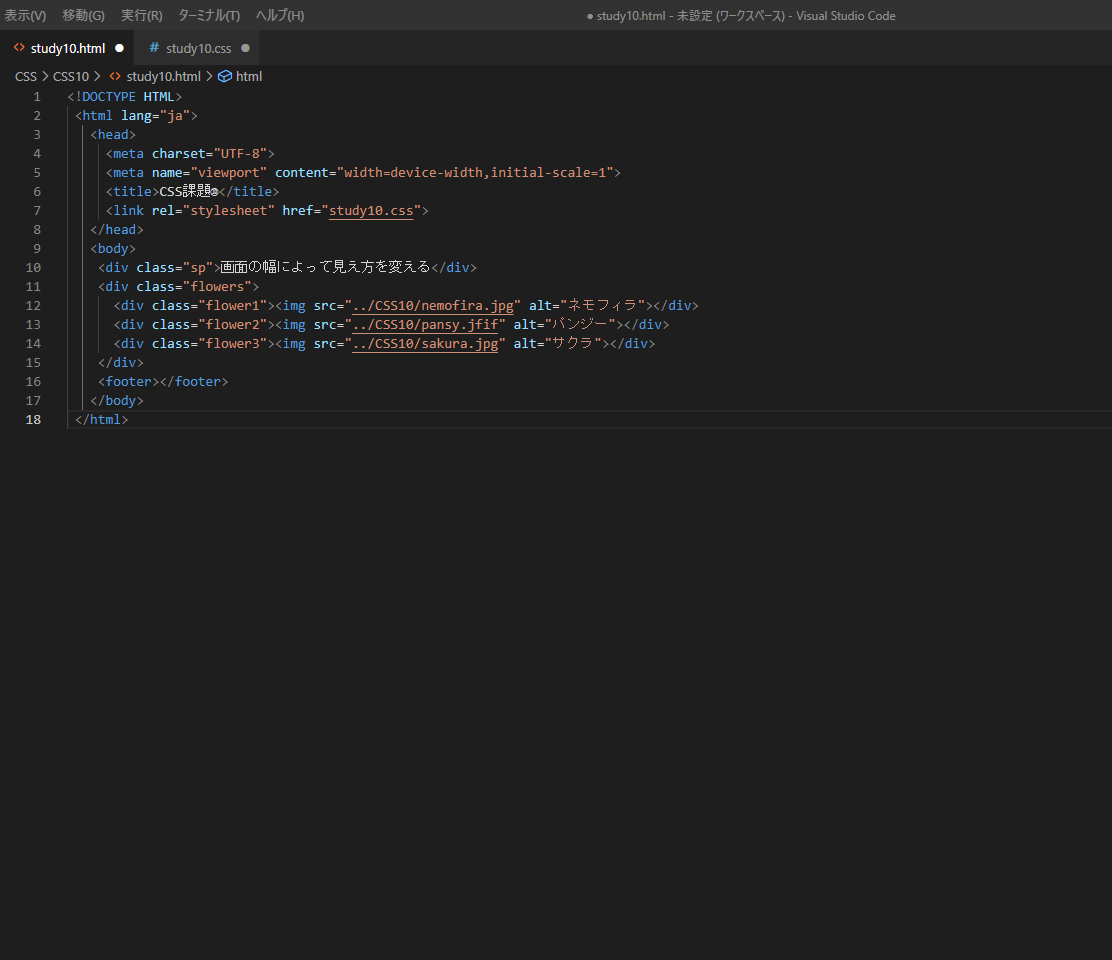 表示(V) 移動(G) 実行(R) ターミナル(T) ヘルプ(H) ● study10.html - 未設定 (ワークスペース) - Visual Studio Code
<> study10.html ● # study10.css ●
CSS > CSS10 > <> study10.html > html
1 <!DOCTYPE HTML>
2 <html lang="ja">
3 <head>
4 <meta charset="UTF-8">
5 <meta name="viewport" content="width=device-width,initial-scale=1">
6 <title>CSS課題</title>
7 <link rel="stylesheet" href="study10.css">
8 </head>
9 <body>
10 <div class="sp">画面の幅によって見え方を変える</div>
11 <div class="flowers">
12 <div class="flower1"><img src="../CSS10/nemofira.jpg" alt="ネモフィラ"></div>
13 <div class="flower2"><img src="../CSS10/pansy.jfif" alt="パンジー"></div>
14 <div class="flower3"><img src="../CSS10/sakura.jpg" alt="サクラ"></div>
15 </div>
16 <footer></footer>
17 </body>
18 </html>